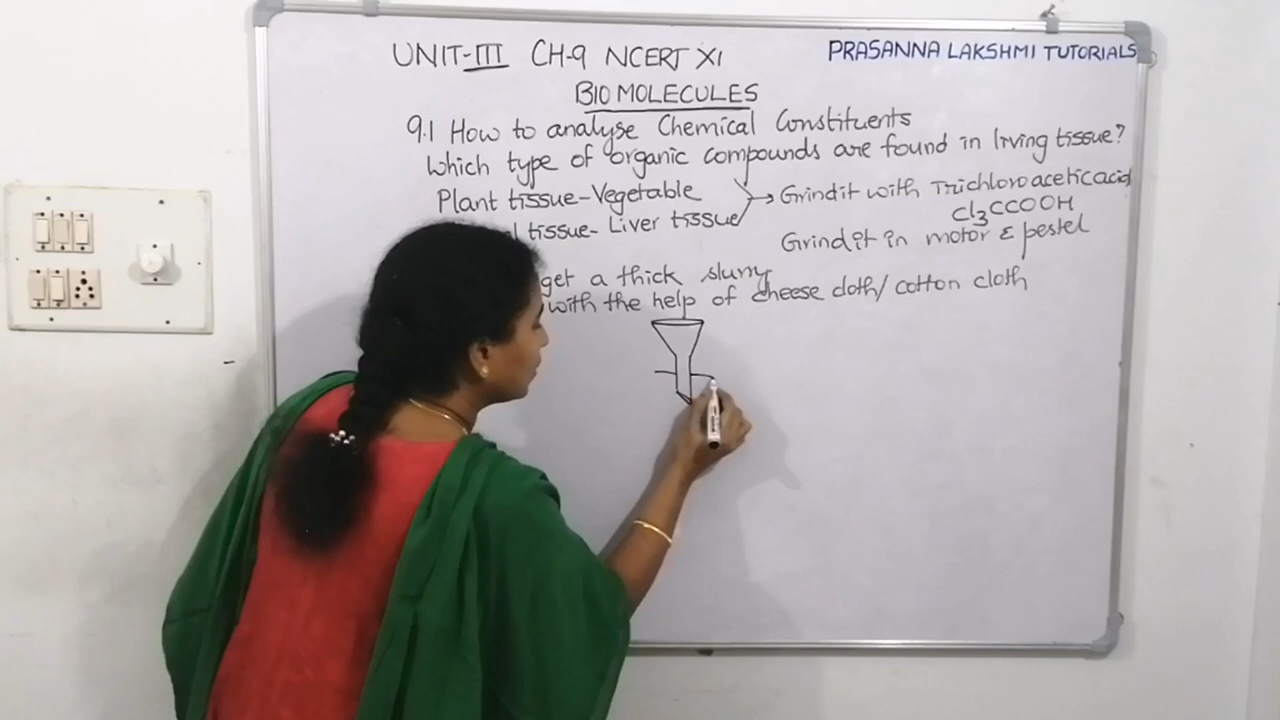 UNIT-III CH-9 NCERT XI
PRASANNA LAKSHMI TUTORIALS
BIOMOLECULES
9.1 How to analyse Chemical Constituents
Which type of organic compounds are found in living tissue?
Plant tissue-Vegetable
tissue- Liver tissue
→ Grind it with Trichloroacetic acid
Cl3CCOOH
Grind it in motor & pestel
get a thick slurry
with the help of cheese cloth/ cotton cloth